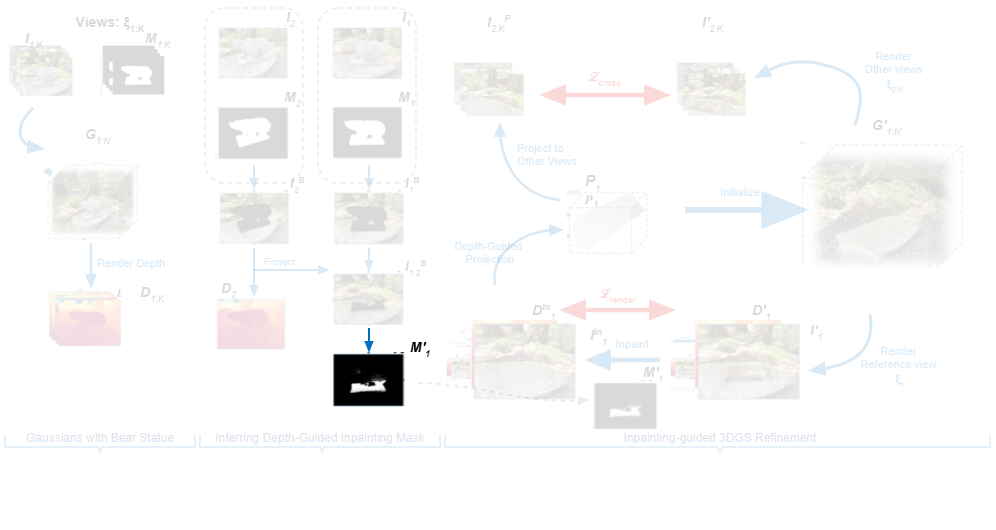 Views: ξ1:K
I1:K
M1:K
G1:N
Render Depth
D1:K
Gaussians with Bear Statue
I2
I1
M2
M1
I2B
I1B
Project
D2
I1,2B
M'1
Inferring Depth-Guided Inpainting Mask
I2:KP
I'2:K
ℒcross
Render
Other views
ξ2:K
Project to
Other Views
P1
P1
Initialize
G'1:N'
Depth-Guided
Projection
D1In
ℒrender
D'1
I1In
Inpaint
I'1
M'1
Render
Reference view
ξ1
Inpainting-guided 3DGS Refinement